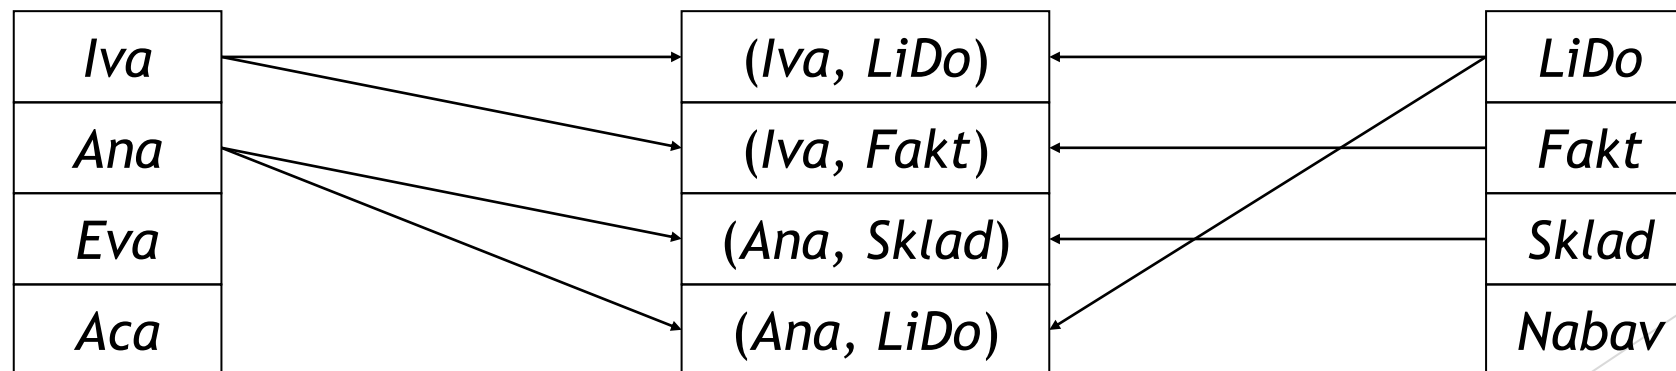 Iva (Iva, LiDo) LiDo
Ana (Iva, Fakt) Fakt
Eva (Ana, Sklad) Sklad
Aca (Ana, LiDo) Nabav